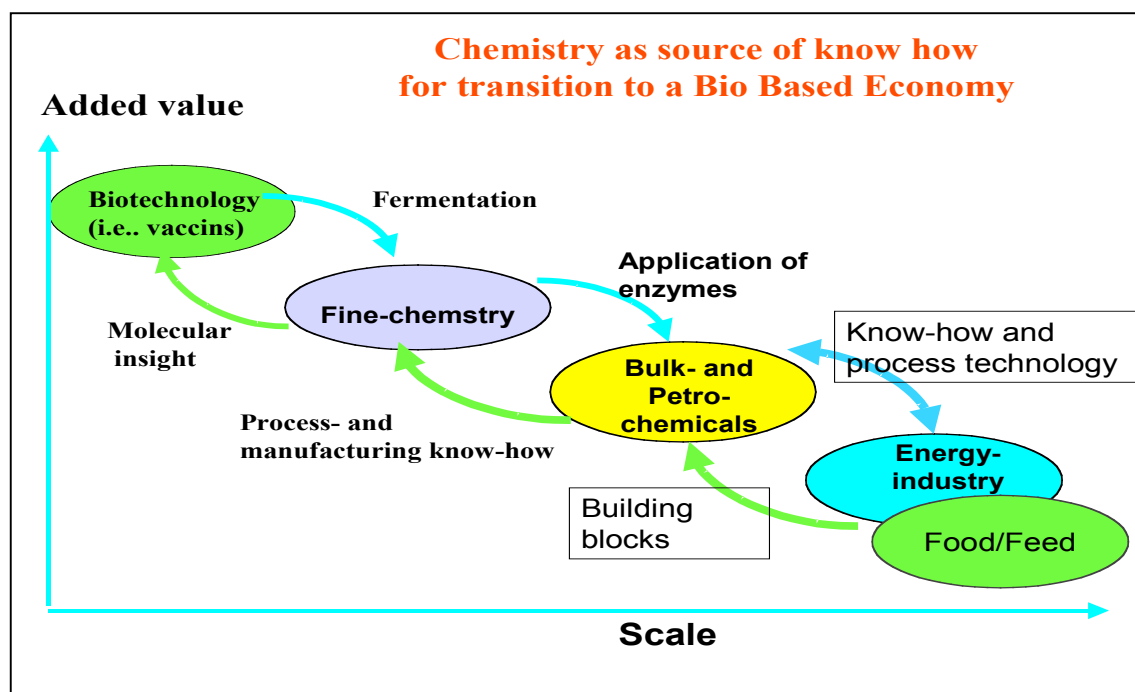 Chemistry as source of know how
for transition to a Bio Based Economy
Added value
Biotechnology
(i.e.. vaccins)
Fermentation
Application of
enzymes
Fine-chemstry
Molecular
insight
Know-how and
process technology
Bulk- and
Petro-
chemicals
Process- and
manufacturing know-how
Energy-
industry
Building
blocks
Food/Feed
Scale